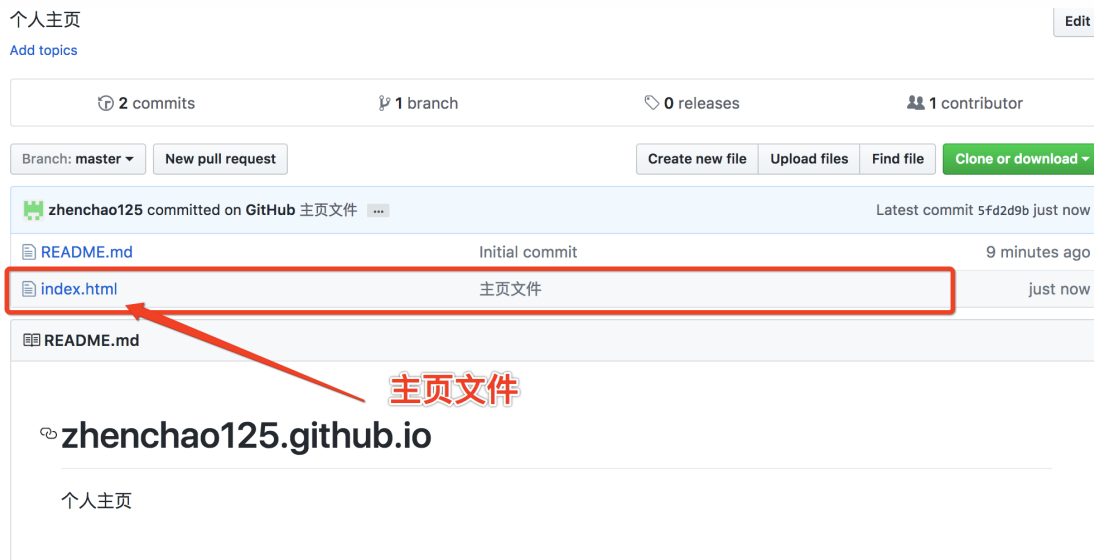 个人主页
Edit
Add topics
2 commits
1 branch
0 releases
1 contributor
Branch: master
New pull request
Create new file
Upload files
Find file
Clone or download
zhenchao125 committed on GitHub 主页文件 …
Latest commit 5fd2d9b just now
README.md
Initial commit
9 minutes ago
index.html
主页文件
just now
README.md
主页文件
zhenchao125.github.io
个人主页